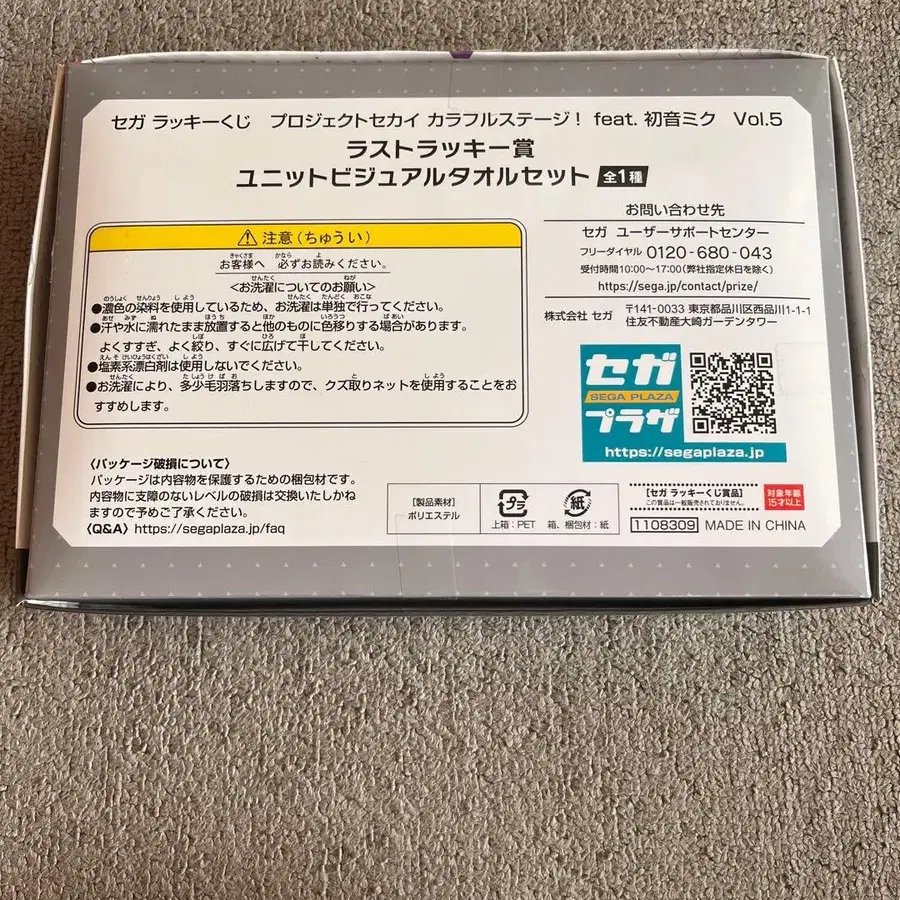 セガ ラッキーくじ プロジェクトセカイ カラフルステージ! feat. 初音ミク Vol.5
ラストラッキー賞
ユニットビジュアルタオルセット 全1種
⚠ 注意(ちゅうい)
お客様へ 必ずお読みください。
<お洗濯についてのお願い>
●濃色の染料を使用しているため、お洗濯は単独で行ってください。
●汗や水に濡れたまま放置すると他のものに色移りする場合があります。
よくすすぎ、よく絞り、すぐに広げて干してください。
●塩素系漂白剤は使用しないでください。
●お洗濯により、多少毛羽落ちしますので、クズ取りネットを使用することをお
すすめします。
お問い合わせ先
セガ ユーザーサポートセンター
フリーダイヤル 0120-680-043
受付時間10:00~17:00(弊社指定休日を除く)
https://sega.jp/contact/prize/
株式会社 セガ 〒141-0033 東京都品川区西品川1-1-1
住友不動産大崎ガーデンタワー
セガ
SEGA PLAZA
プラザ
https://segaplaza.jp
〈パッケージ破損について〉
パッケージは内容物を保護するための梱包材です。
内容物に支障のないレベルの破損は交換いたしかね
ますので予めご了承ください。
〈Q&A〉https://segaplaza.jp/faq
【製品素材】
ポリエステル
プラ
上箱:PET
紙
箱、梱包材:紙
【セガ ラッキーくじ賞品】
この賞品は一般販売されておりません。
対象年齢
15才以上
1108309 MADE IN CHINA